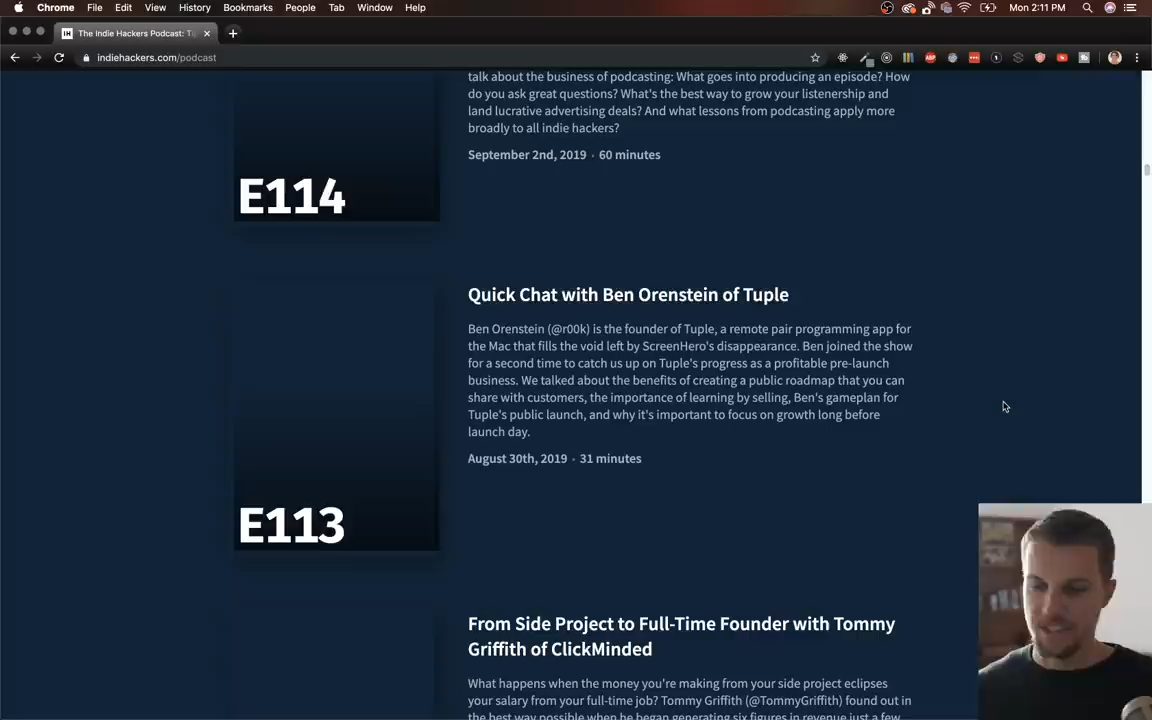 Chrome File Edit View History Bookmarks People Tab Window Help Mon 2:11 PM
The Indie Hackers Podcast:
indiehackers.com/podcast
talk about the business of podcasting: What goes into producing an episode? How
do you ask great questions? What's the best way to grow your listenership and
land lucrative advertising deals? And what lessons from podcasting apply more
broadly to all indie hackers?
September 2nd, 2019 · 60 minutes
E114
Quick Chat with Ben Orenstein of Tuple
Ben Orenstein (@r00k) is the founder of Tuple, a remote pair programming app for
the Mac that fills the void left by ScreenHero's disappearance. Ben joined the show
for a second time to catch us up on Tuple's progress as a profitable pre-launch
business. We talked about the benefits of creating a public roadmap that you can
share with customers, the importance of learning by selling, Ben's gameplan for
Tuple's public launch, and why it's important to focus on growth long before
launch day.
August 30th, 2019 · 31 minutes
E113
From Side Project to Full-Time Founder with Tommy
Griffith of ClickMinded
What happens when the money you're making from your side project eclipses
your salary from your full-time job? Tommy Griffith (@TommyGriffith) found out in
the best way possible when he began generating six figures in revenue just a few